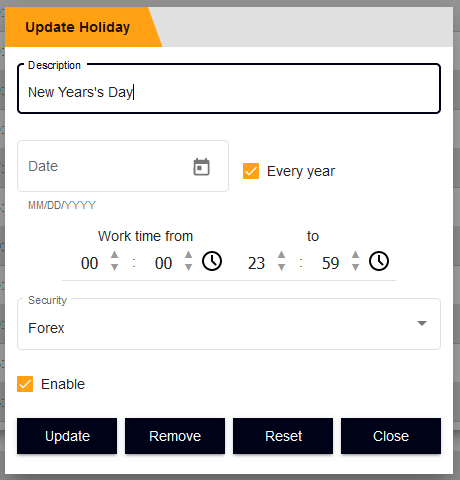 Update Holiday
Description
New Years's Day
Date
Every year
MM/DD/YYYY
Work time from to
00 : 00 23 : 59
Security
Forex
Enable
Update Remove Reset Close